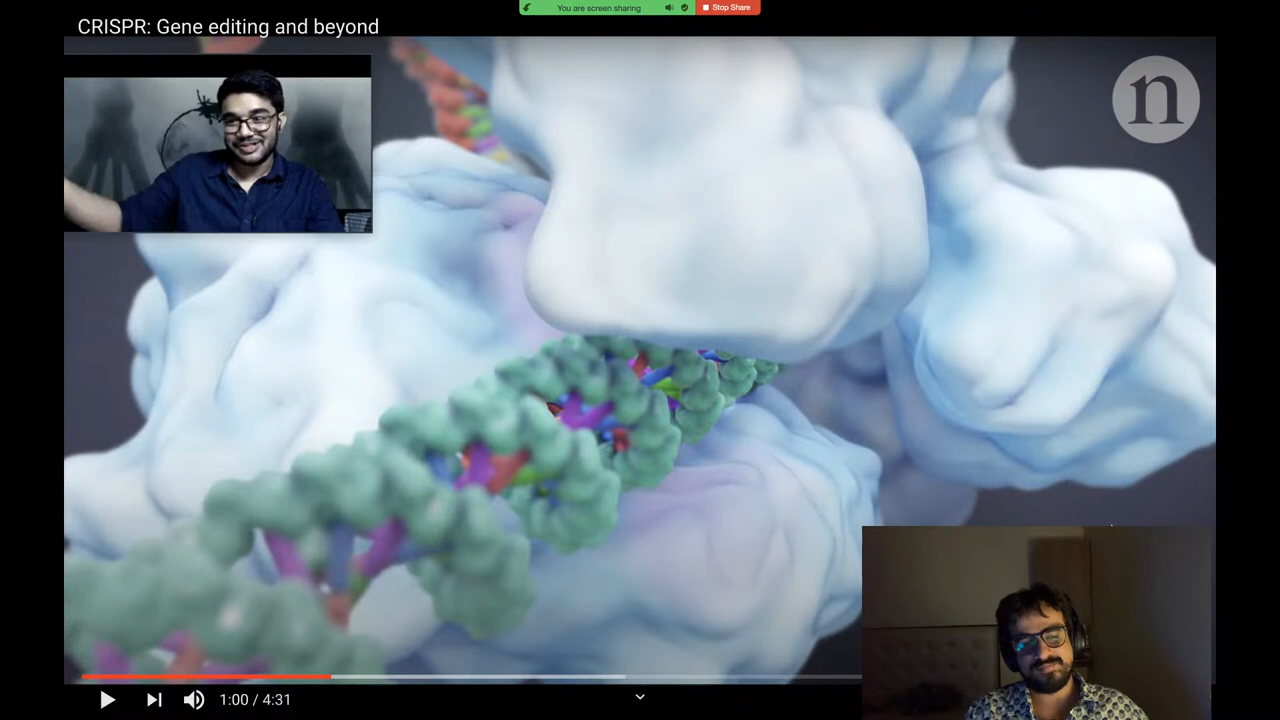 You are screen sharing
Stop Share
CRISPR: Gene editing and beyond
n
1:00 / 4:31